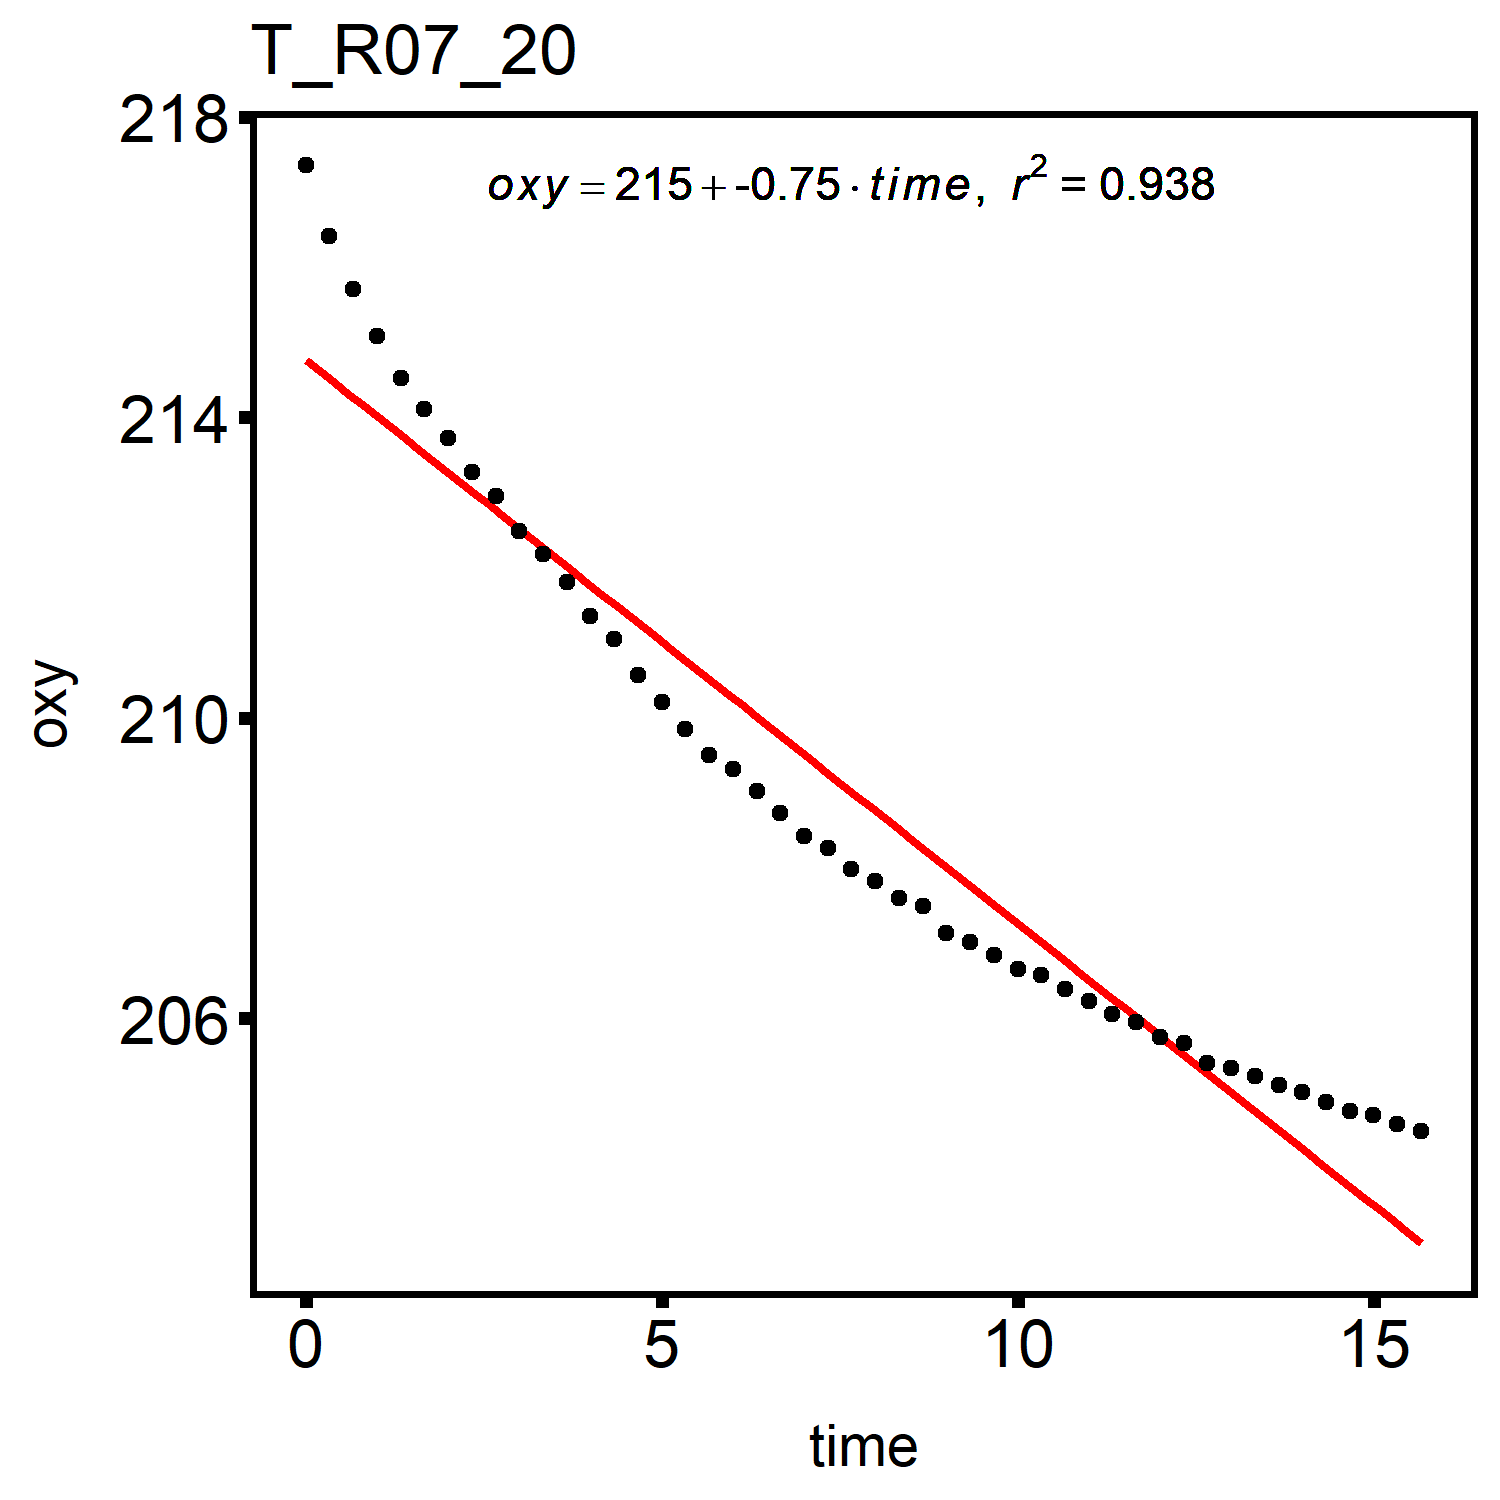 T_R07_20
218
oxy = 215 + -0.75 · time, r² = 0.938
214
210
206
oxy
0 5 10 15
time